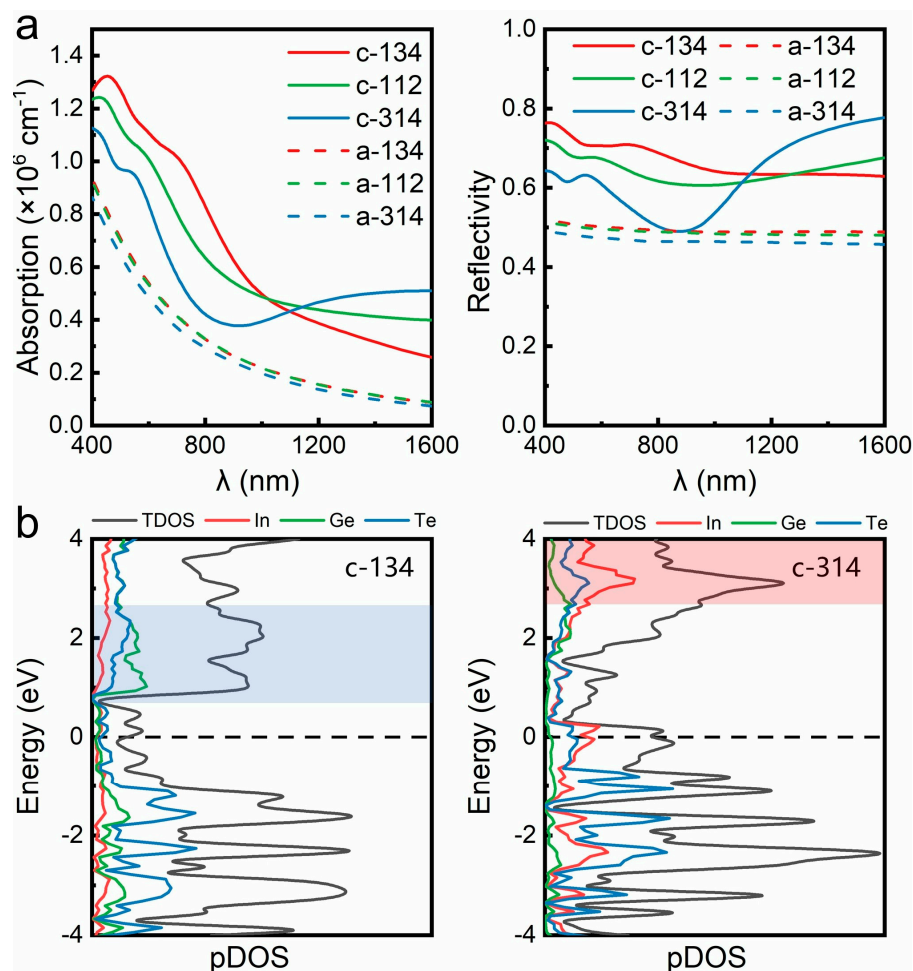 a
1.4
1.2
1.0
0.8
0.6
0.4
0.2
0.0
Absorption (×10⁶ cm⁻¹)
c-134
c-112
c-314
a-134
a-112
a-314
400 800 1200 1600
λ (nm)
1.0
0.8
0.6
0.4
0.2
0.0
Reflectivity
c-134 a-134
c-112 a-112
c-314 a-314
400 800 1200 1600
λ (nm)
b
TDOS In Ge Te
c-134
4
2
0
-2
-4
Energy (eV)
pDOS
TDOS In Ge Te
c-314
4
2
0
-2
-4
Energy (eV)
pDOS